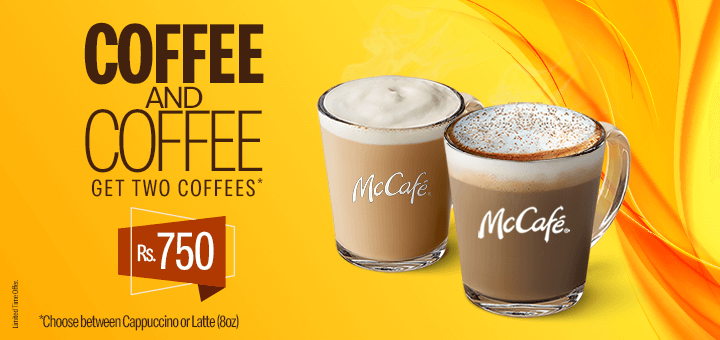 COFFEE
AND
COFFEE
GET TWO COFFEES*
Rs.750
*Choose between Cappuccino or Latte (8oz)
Limited Time Offer.
McCafé®
McCafé®